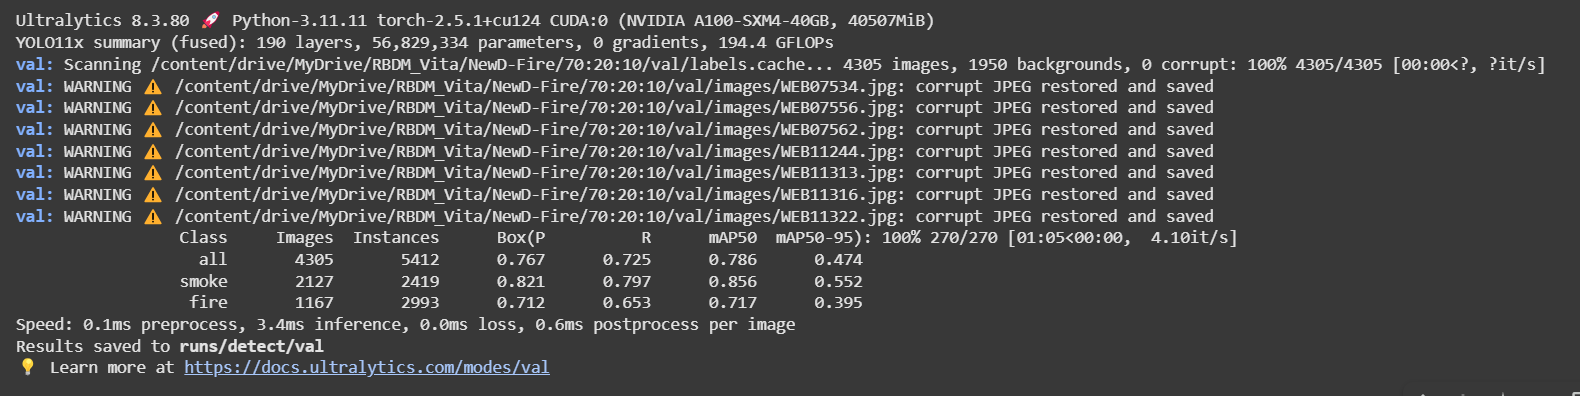 Ultralytics 8.3.80 🚀 Python-3.11.11 torch-2.5.1+cu124 CUDA:0 (NVIDIA A100-SXM4-40GB, 40507MiB)
YOLO11x summary (fused): 190 layers, 56,829,334 parameters, 0 gradients, 194.4 GFLOPs
val: Scanning /content/drive/MyDrive/RBDM_Vita/NewD-Fire/70:20:10/val/labels.cache... 4305 images, 1950 backgrounds, 0 corrupt: 100% 4305/4305 [00:00<?, ?it/s]
val: WARNING ⚠️ /content/drive/MyDrive/RBDM_Vita/NewD-Fire/70:20:10/val/images/WEB07534.jpg: corrupt JPEG restored and saved
val: WARNING ⚠️ /content/drive/MyDrive/RBDM_Vita/NewD-Fire/70:20:10/val/images/WEB07556.jpg: corrupt JPEG restored and saved
val: WARNING ⚠️ /content/drive/MyDrive/RBDM_Vita/NewD-Fire/70:20:10/val/images/WEB07562.jpg: corrupt JPEG restored and saved
val: WARNING ⚠️ /content/drive/MyDrive/RBDM_Vita/NewD-Fire/70:20:10/val/images/WEB11244.jpg: corrupt JPEG restored and saved
val: WARNING ⚠️ /content/drive/MyDrive/RBDM_Vita/NewD-Fire/70:20:10/val/images/WEB11313.jpg: corrupt JPEG restored and saved
val: WARNING ⚠️ /content/drive/MyDrive/RBDM_Vita/NewD-Fire/70:20:10/val/images/WEB11316.jpg: corrupt JPEG restored and saved
val: WARNING ⚠️ /content/drive/MyDrive/RBDM_Vita/NewD-Fire/70:20:10/val/images/WEB11322.jpg: corrupt JPEG restored and saved
Class Images Instances Box(P R mAP50 mAP50-95): 100% 270/270 [01:05<00:00, 4.10it/s]
all 4305 5412 0.767 0.725 0.786 0.474
smoke 2127 2419 0.821 0.797 0.856 0.552
fire 1167 2993 0.712 0.653 0.717 0.395
Speed: 0.1ms preprocess, 3.4ms inference, 0.0ms loss, 0.6ms postprocess per image
Results saved to runs/detect/val
💡 Learn more at https://docs.ultralytics.com/modes/val